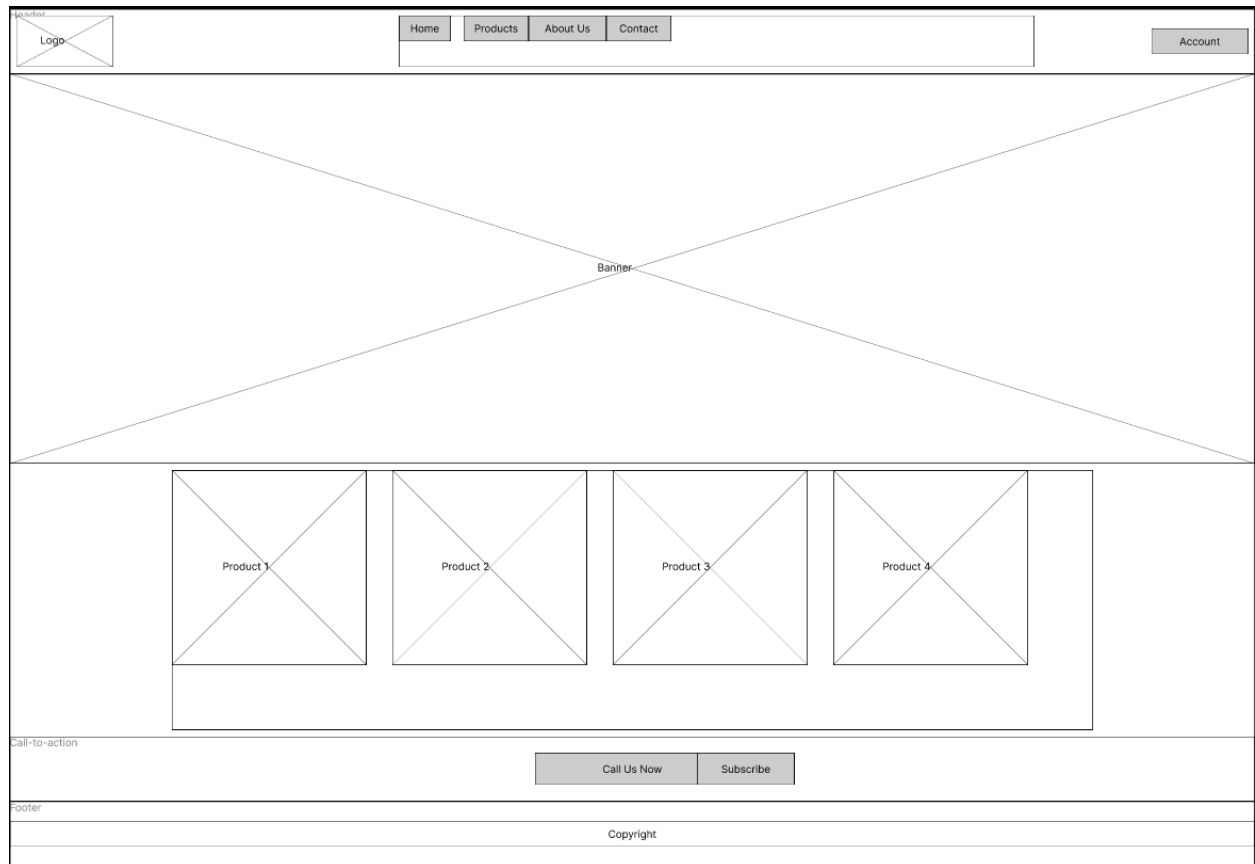 Header
Logo
Home
Products
About Us
Contact
Account
Banner
Product 1
Product 2
Product 3
Product 4
Call-to-action
Call Us Now
Subscribe
Footer
Copyright